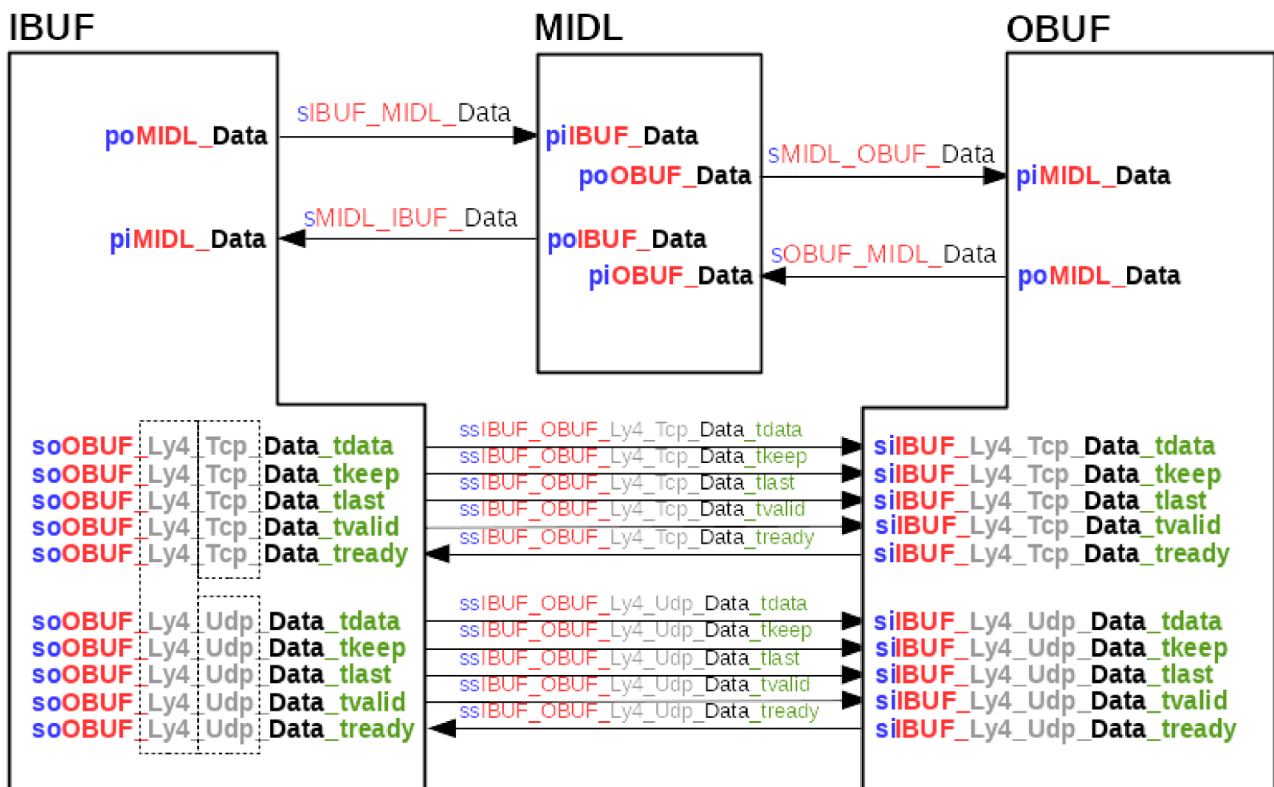 IBUF
MIDL
OBUF
sIBUF_MIDL_Data
poMIDL_Data
piIBUF_Data
sMIDL_OBUF_Data
poOBUF_Data
piMIDL_Data
sMIDL_IBUF_Data
piMIDL_Data
poIBUF_Data
sOBUF_MIDL_Data
piOBUF_Data
poMIDL_Data
ssIBUF_OBUF_Ly4_Tcp_Data_tdata
soOBUF_Ly4_Tcp_Data_tdata
siIBUF_Ly4_Tcp_Data_tdata
ssIBUF_OBUF_Ly4_Tcp_Data_tkeep
soOBUF_Ly4_Tcp_Data_tkeep
siIBUF_Ly4_Tcp_Data_tkeep
ssIBUF_OBUF_Ly4_Tcp_Data_tlast
soOBUF_Ly4_Tcp_Data_tlast
siIBUF_Ly4_Tcp_Data_tlast
ssIBUF_OBUF_Ly4_Tcp_Data_tvalid
soOBUF_Ly4_Tcp_Data_tvalid
siIBUF_Ly4_Tcp_Data_tvalid
ssIBUF_OBUF_Ly4_Tcp_Data_tready
soOBUF_Ly4_Tcp_Data_tready
siIBUF_Ly4_Tcp_Data_tready
ssIBUF_OBUF_Ly4_Udp_Data_tdata
soOBUF_Ly4_Udp_Data_tdata
siIBUF_Ly4_Udp_Data_tdata
ssIBUF_OBUF_Ly4_Udp_Data_tkeep
soOBUF_Ly4_Udp_Data_tkeep
siIBUF_Ly4_Udp_Data_tkeep
ssIBUF_OBUF_Ly4_Udp_Data_tlast
soOBUF_Ly4_Udp_Data_tlast
siIBUF_Ly4_Udp_Data_tlast
ssIBUF_OBUF_Ly4_Udp_Data_tvalid
soOBUF_Ly4_Udp_Data_tvalid
siIBUF_Ly4_Udp_Data_tvalid
ssIBUF_OBUF_Ly4_Udp_Data_tready
soOBUF_Ly4_Udp_Data_tready
siIBUF_Ly4_Udp_Data_tready